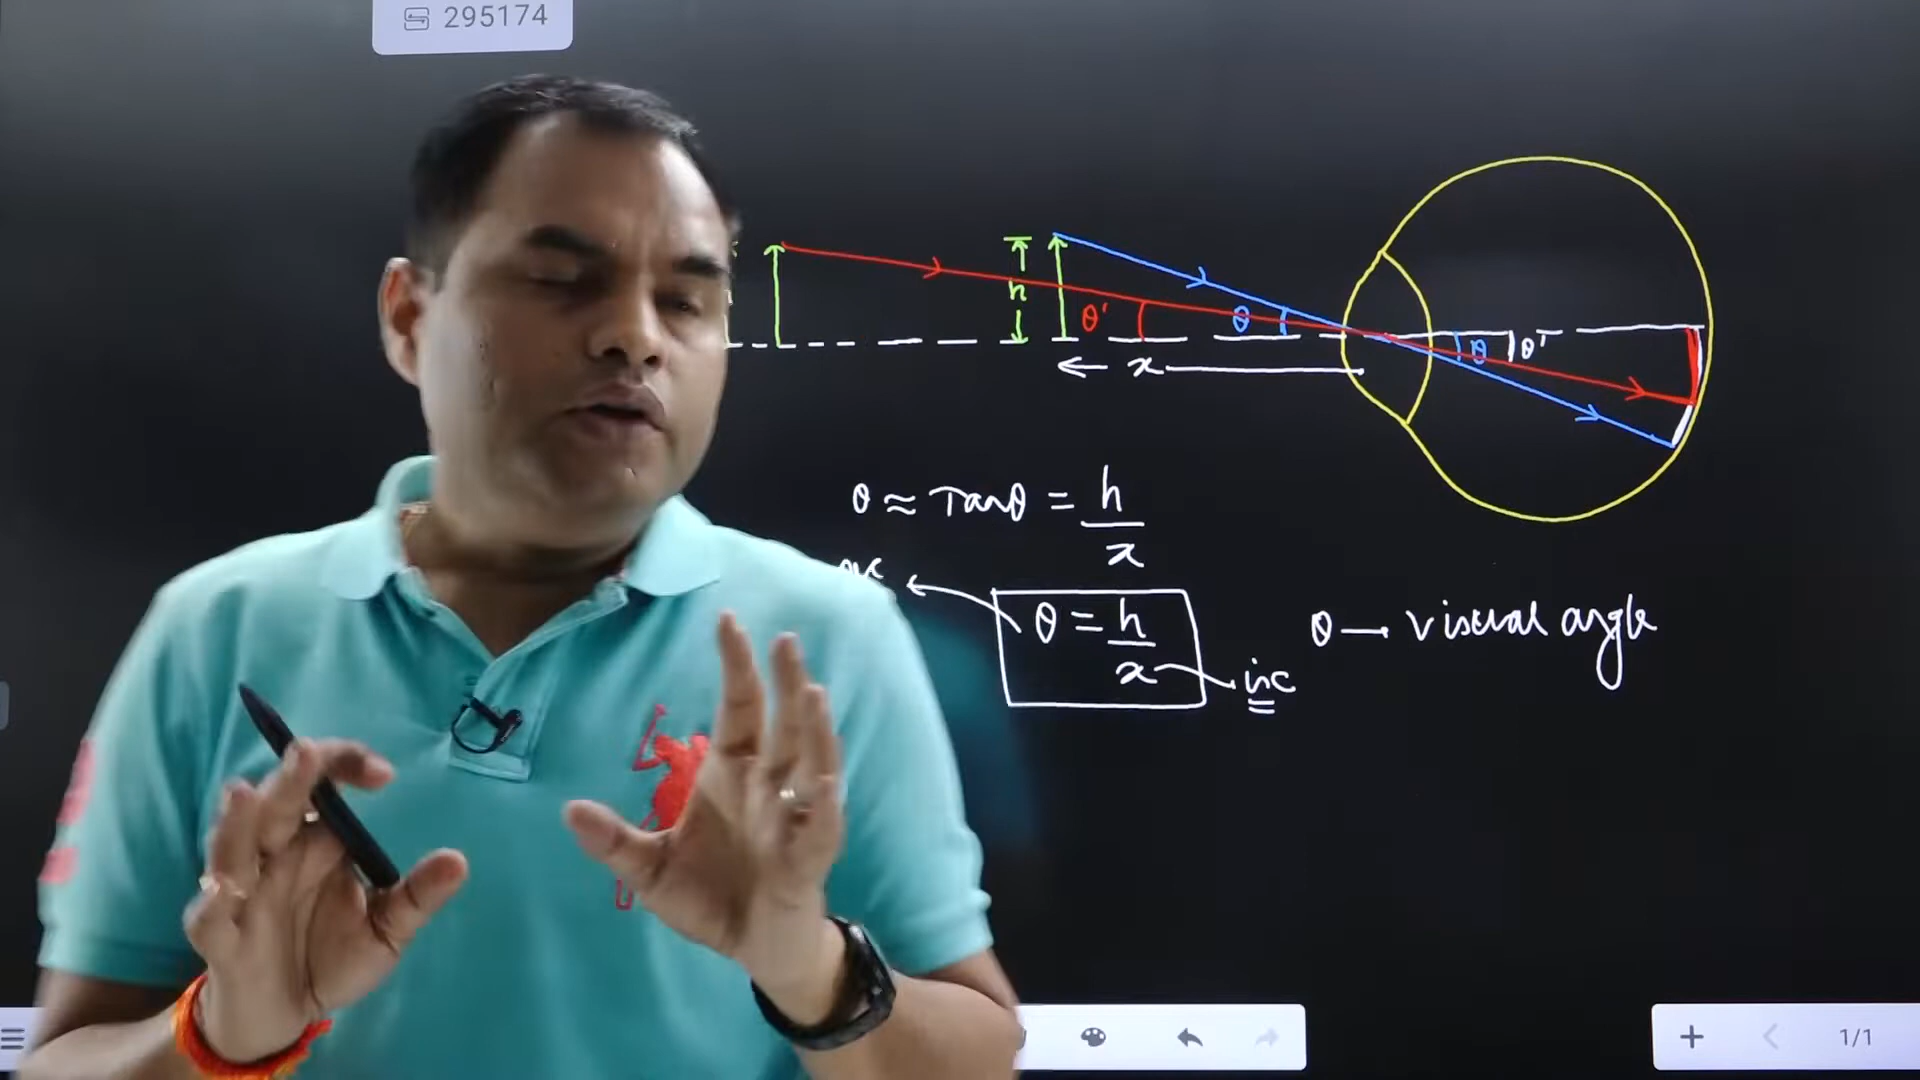 295174
h
θ'
θ
x
θ
θ'
θ ≈ Tanθ = h/x
θ = h/x
inc
θ → visual angle
1/1